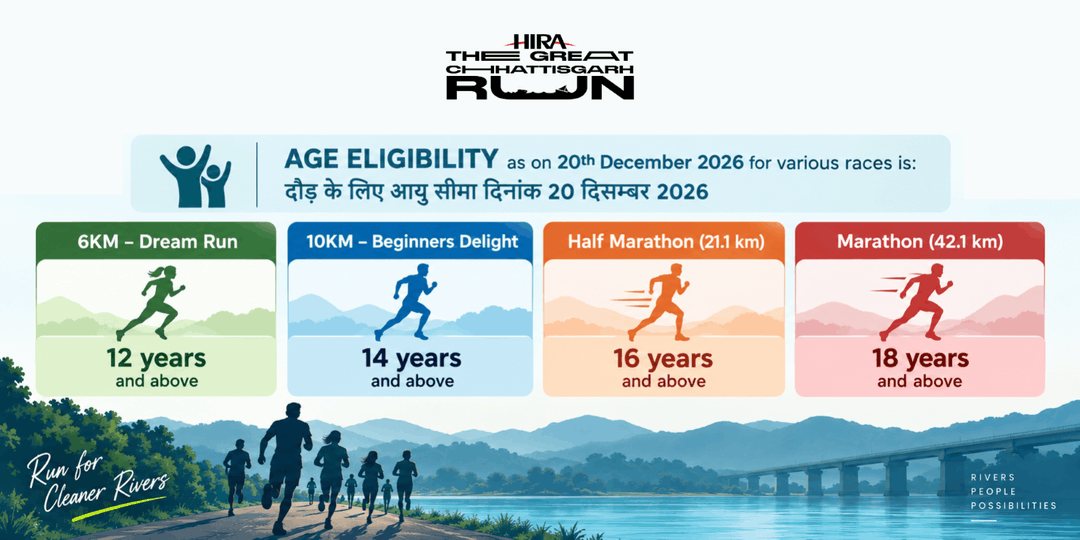 HIRA
THE GREAT
CHHATTISGARH
RUN
AGE ELIGIBILITY as on 20th December 2026 for various races is:
दौड़ के लिए आयु सीमा दिनांक 20 दिसम्बर 2026
6KM – Dream Run
12 years
and above
10KM – Beginners Delight
14 years
and above
Half Marathon (21.1 km)
16 years
and above
Marathon (42.1 km)
18 years
and above
Run for
Cleaner Rivers
RIVERS
PEOPLE
POSSIBILITIES